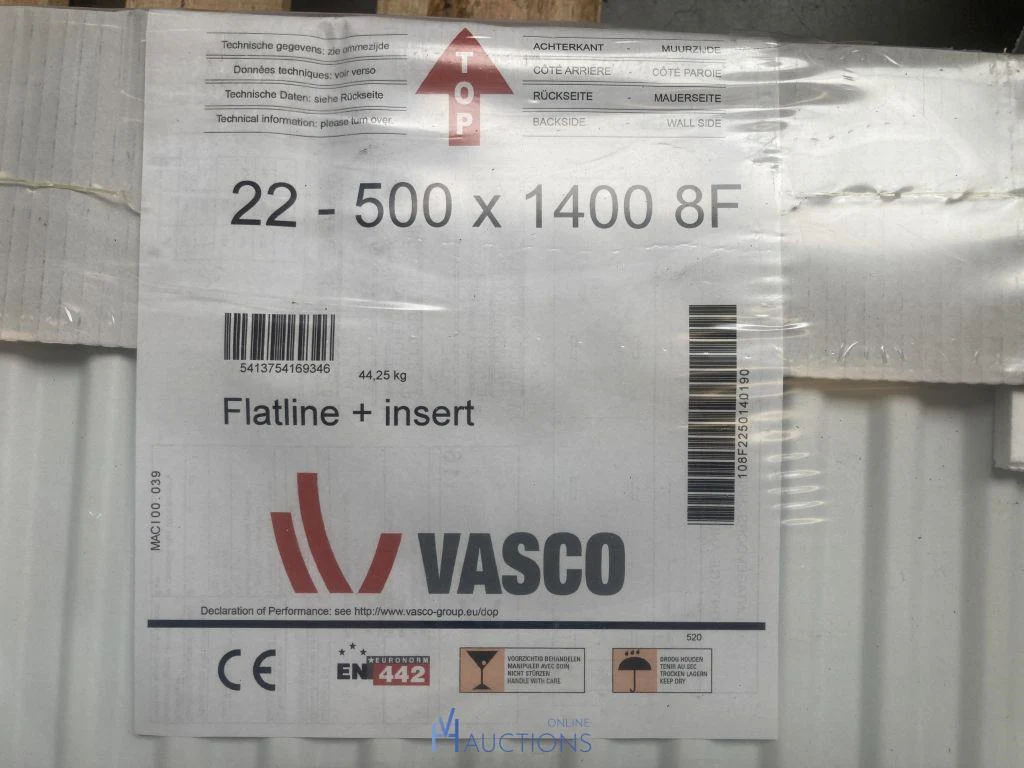 Technische gegevens: zie ommezijde
Données techniques: voir verso
Technische Daten: siehe Rückseite
Technical information: please turn over.
TOP
ACHTERKANT - MUURZIJDE
CÔTÉ ARRIÈRE - CÔTÉ PAROIE
RÜCKSEITE - MAUERSEITE
BACKSIDE - WALL SIDE
22 - 500 x 1400 8F
5413754169346
44,25 kg
Flatline + insert
108F2250140190
MACI00.039
VASCO
Declaration of Performance: see http://www.vasco-group.eu/dop
520
CE
EN EURONORM 442
VOORZICHTIG BEHANDELEN
MANIPULER AVEC SOIN
NICHT STÜRZEN
HANDLE WITH CARE
DROOG HOUDEN
TENIR AU SEC
TROCKEN LAGERN
KEEP DRY
ONLINE
AUCTIONS